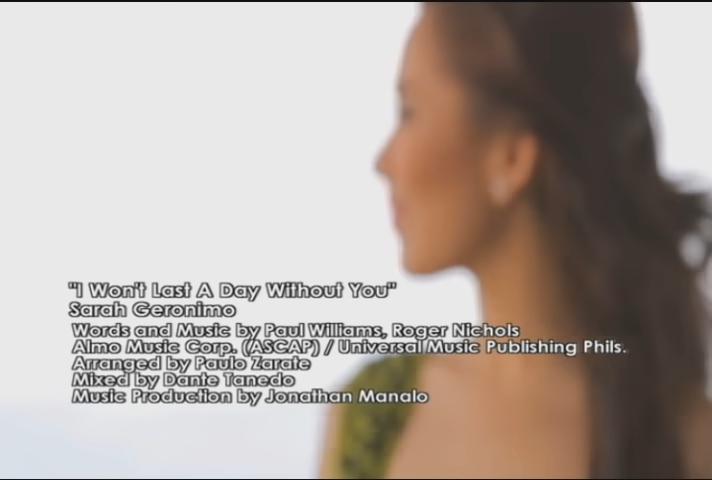 "I Won't Last A Day Without You"
Sarah Geronimo
Words and Music by Paul Williams, Roger Nichols
Almo Music Corp. (ASCAP) / Universal Music Publishing Phils.
Arranged by Paulo Zarate
Mixed by Dante Tanedo
Music Production by Jonathan Manalo